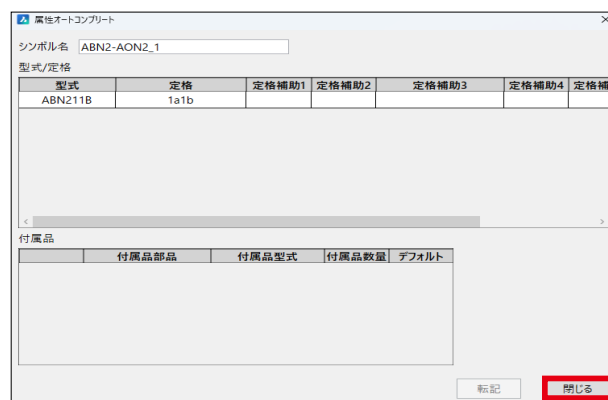 属性オートコンプリート
シンボル名 ABN2-AON2_1
型式/定格
型式 定格 定格補助1 定格補助2 定格補助3 定格補助4 定格補
ABN211B 1a1b
付属品
付属品部品 付属品型式 付属品数量 デフォルト
転記 閉じる